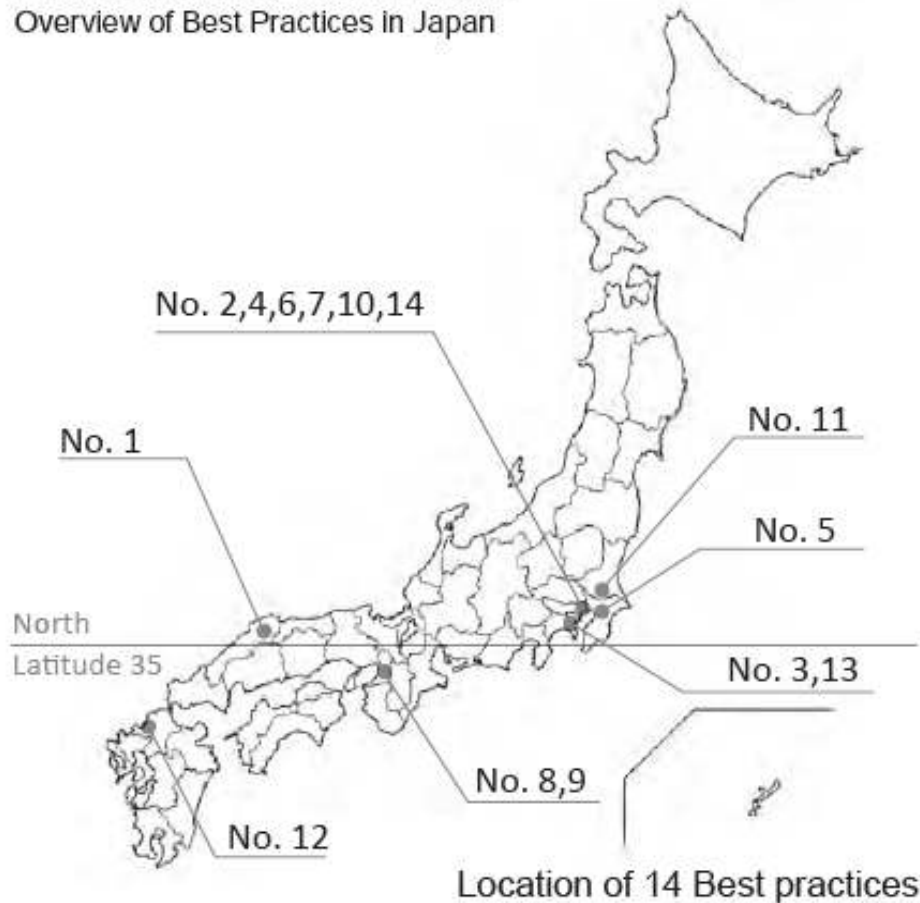 Overview of Best Practices in Japan
No. 2,4,6,7,10,14
No. 11
No. 1
No. 5
North
Latitude 35
No. 3,13
No. 8,9
No. 12
Location of 14 Best practices